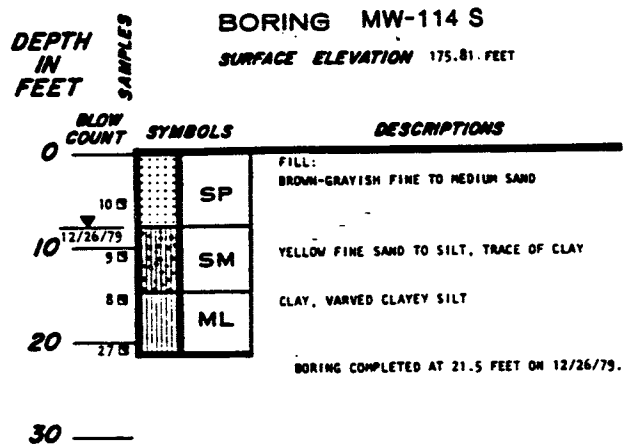 BORING MW-114 S
SURFACE ELEVATION 175.81 FEET
DEPTH
IN
FEET
SAMPLES
BLOW
COUNT
SYMBOLS
DESCRIPTIONS
0
FILL:
BROWN-GRAYISH FINE TO MEDIUM SAND
SP
10
12/26/79
10
9
SM
YELLOW FINE SAND TO SILT, TRACE OF CLAY
8
ML
CLAY, VARVED CLAYEY SILT
20
27
BORING COMPLETED AT 21.5 FEET ON 12/26/79.
30